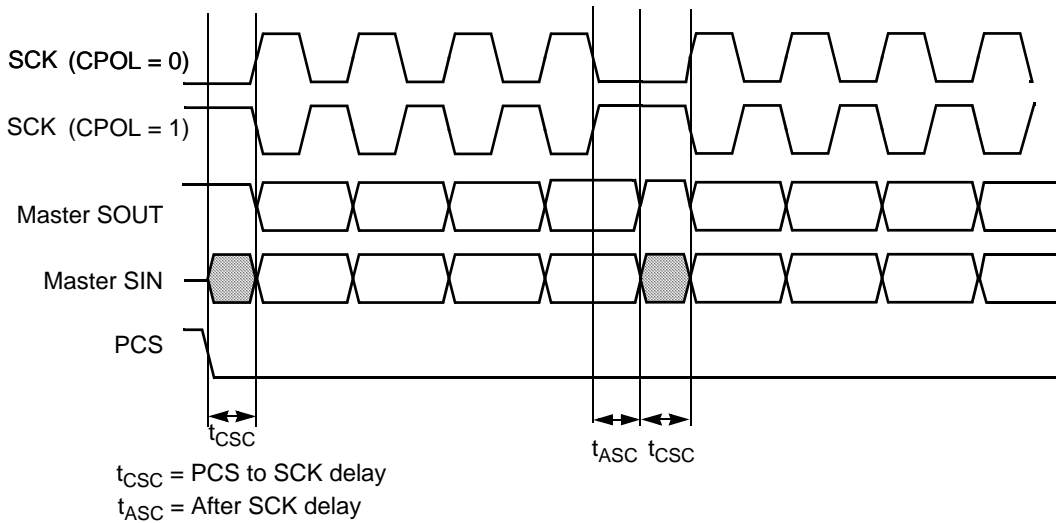 SCK (CPOL = 0)
SCK (CPOL = 1)
Master SOUT
Master SIN
PCS
tCSC
tASC tCSC
tCSC = PCS to SCK delay
tASC = After SCK delay